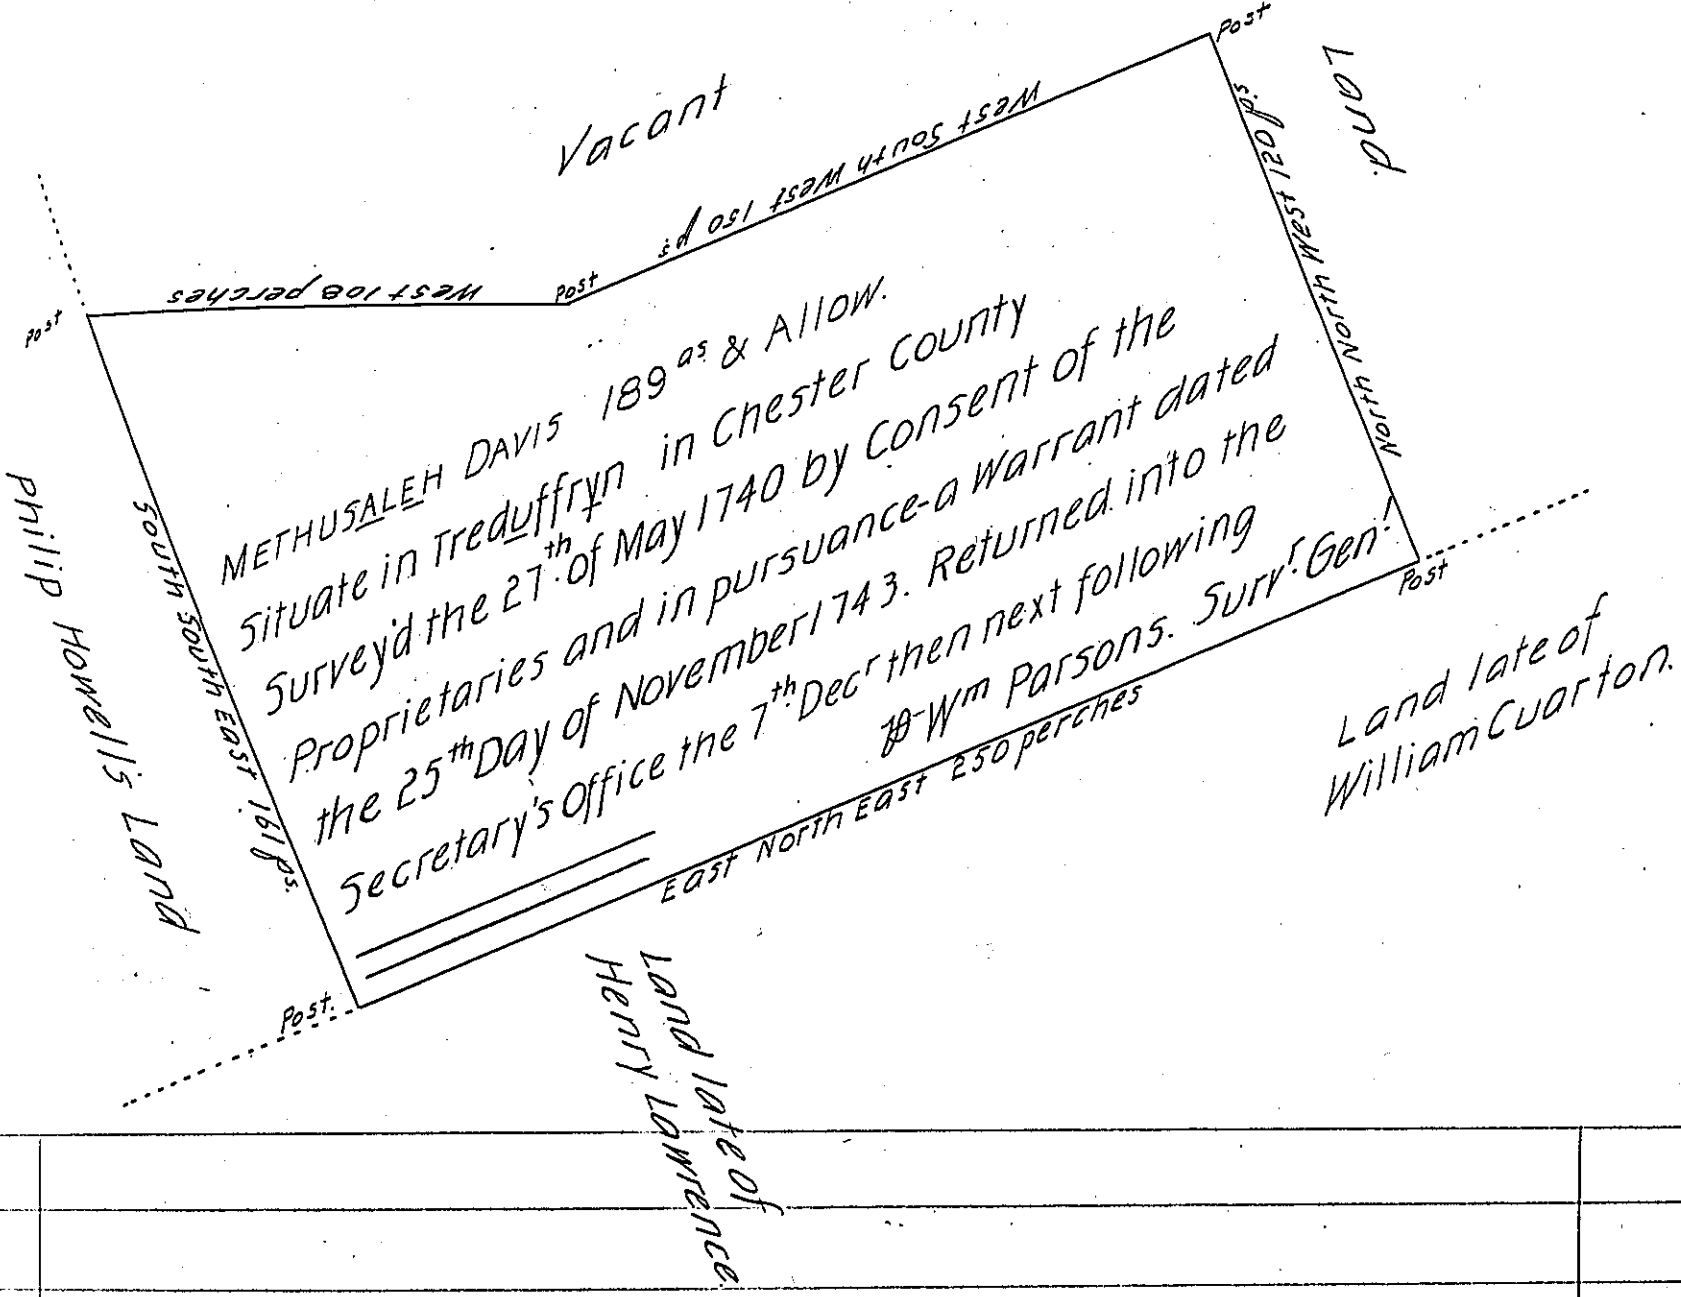 Post
Land.
Vacant
West South West 150 ps
North North West 120 ps
West 108 perches
Post
Post
METHUSALEH DAVIS 189 as. & Allow.
Situate in Treduffryn in Chester County
Survey'd the 27th. of May 1740 by Consent of the
Proprietaries and in pursuance-a Warrant dated
the 25th Day of November 1743. Returned into the
Secretary's Office the 7th. Decr then next following
Wm Parsons. Survr. Genl
South South East 161 ps.
Philip Howell's Land
East North East 250 perches
Post
Post.
Land late of
William Cuarton.
Land late of
Henry Lawrence